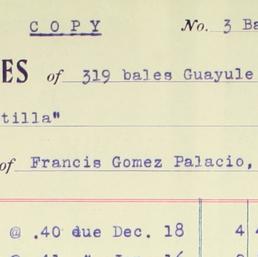 COPY No. 3 Ba
ES of 319 bales Guayule
tilla"
of Francis Gomez Palacio,
@ .40 due Dec. 18 4 4